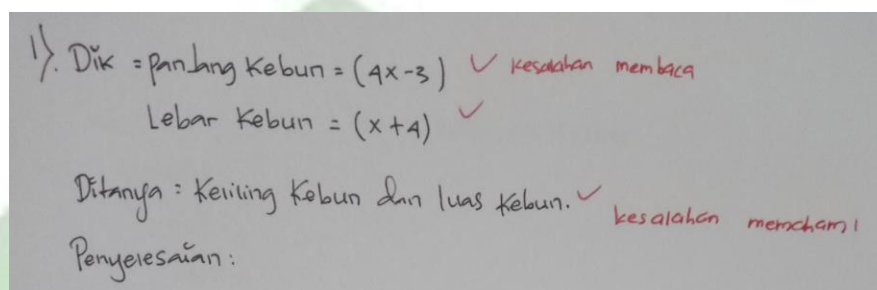 1). Dik = Panjang Kebun = (4x-3) ✓ kesalahan membaca
Lebar Kebun = (x+4) ✓
Ditanya : Keliling Kebun dan luas Kebun. ✓
kesalahan memahami
Penyelesaian :